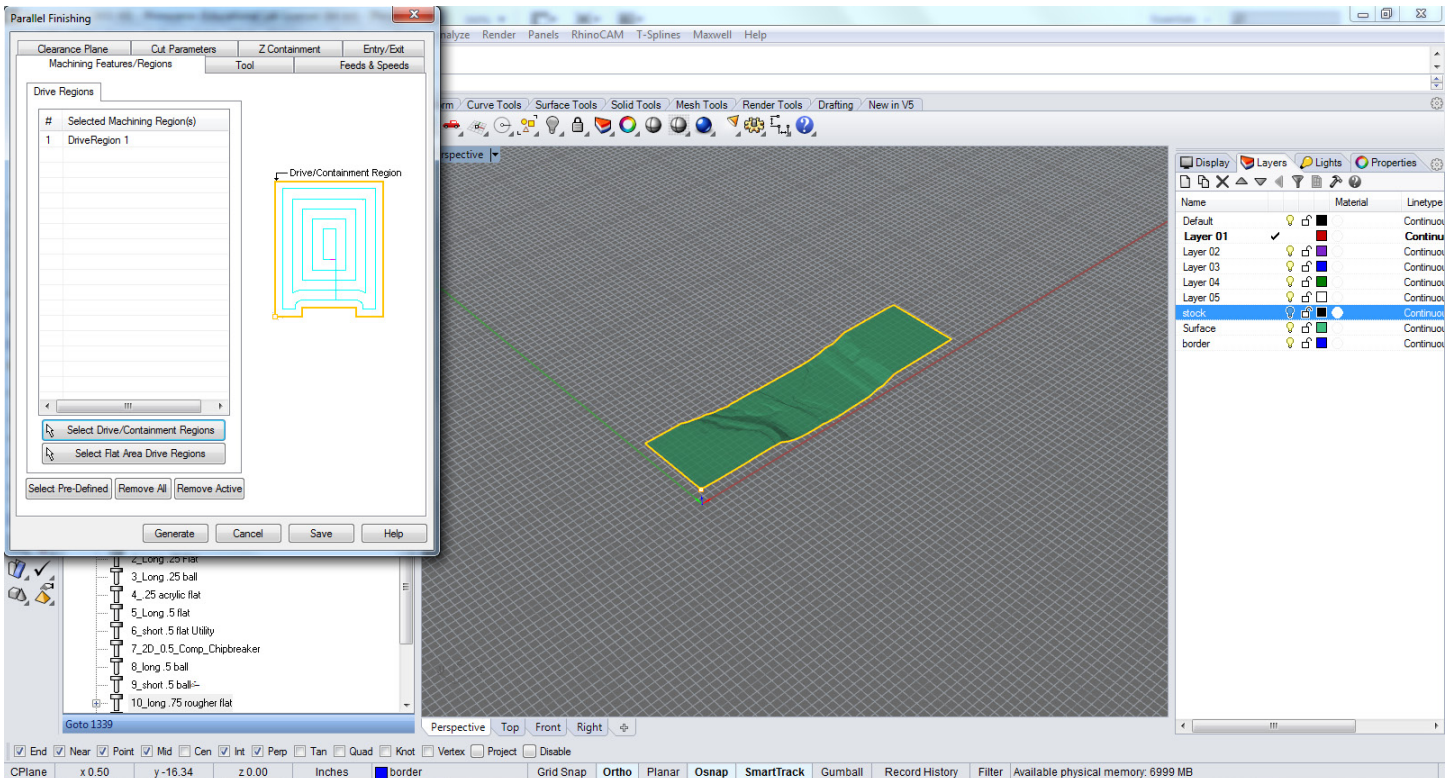 Parallel Finishing
Clearance Plane Cut Parameters Z Containment Entry/Exit
Machining Features/Regions Tool Feeds & Speeds
Drive Regions
# Selected Machining Region(s)
1 DriveRegion 1
Drive/Containment Region
Select Drive/Containment Regions
Select Flat Area Drive Regions
Select Pre-Defined Remove All Remove Active
Generate Cancel Save Help
Render Panels RhinoCAM T-Splines Maxwell Help
Curve Tools Surface Tools Solid Tools Mesh Tools Render Tools Drafting New in V5
Display Layers Lights Properties
Name Material Linetype
Default Continuou
Layer 01 ✓ Continu
Layer 02 Continuou
Layer 03 Continuou
Layer 04 Continuou
Layer 05 Continuou
stock Continuou
Surface Continuou
border Continuou
2_Long .25 Flat
3_Long .25 ball
4_.25 acrylic flat
5_Long .5 flat
6_short .5 flat Utility
7_2D_0.5_Comp_Chipbreaker
8_long .5 ball
9_short .5 ball
10_long .75 rougher flat
Goto 1339
Perspective Top Front Right
End Near Point Mid Cen Int Perp Tan Quad Knot Vertex Project Disable
CPlane x 0.50 y -16.34 z 0.00 Inches border Grid Snap Ortho Planar Osnap SmartTrack Gumball Record History Filter Available physical memory: 6999 MB